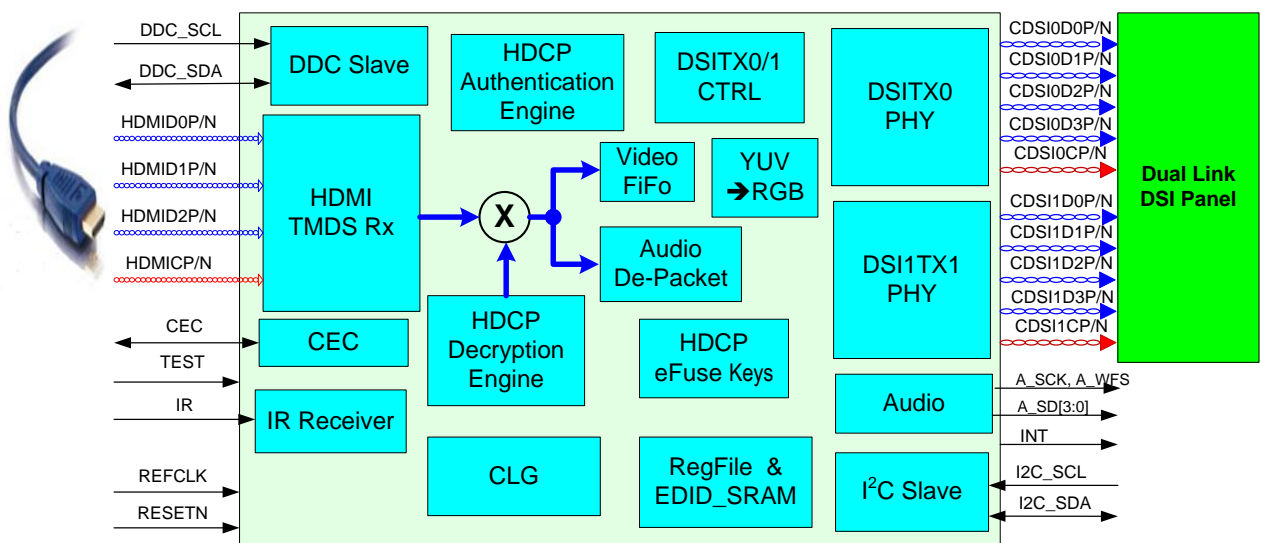 DDC_SCL
DDC_SDA
HDMID0P/N
HDMID1P/N
HDMID2P/N
HDMICP/N
CEC
TEST
IR
REFCLK
RESETN
DDC Slave
HDMI
TMDS Rx
CEC
IR Receiver
HDCP
Authentication
Engine
X
HDCP
Decryption
Engine
CLG
DSITX0/1
CTRL
Video
FiFo
YUV
➔RGB
Audio
De-Packet
HDCP
eFuse Keys
RegFile &
EDID_SRAM
DSITX0
PHY
DSI1TX1
PHY
Audio
I²C Slave
CDSI0D0P/N
CDSI0D1P/N
CDSI0D2P/N
CDSI0D3P/N
CDSI0CP/N
CDSI1D0P/N
CDSI1D1P/N
CDSI1D2P/N
CDSI1D3P/N
CDSI1CP/N
A_SCK, A_WFS
A_SD[3:0]
INT
I2C_SCL
I2C_SDA
Dual Link
DSI Panel